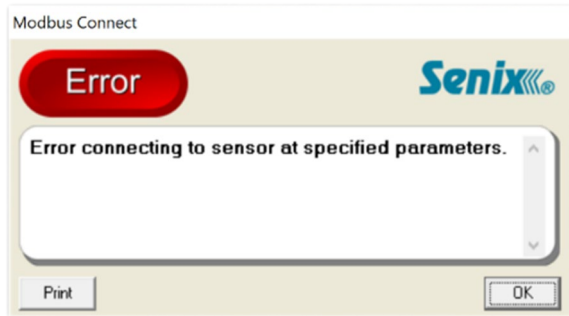 Modbus Connect
Error
Senix®
Error connecting to sensor at specified parameters.
Print
OK